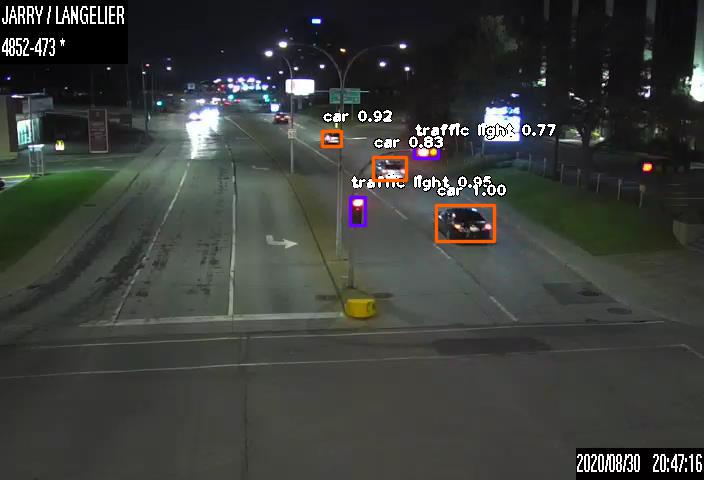 JARRY / LANGELIER
4852-473 *
car 0.92
traffic light 0.77
car 0.83
traffic light 0.95
car 1.00
2020/08/30 20:47:16